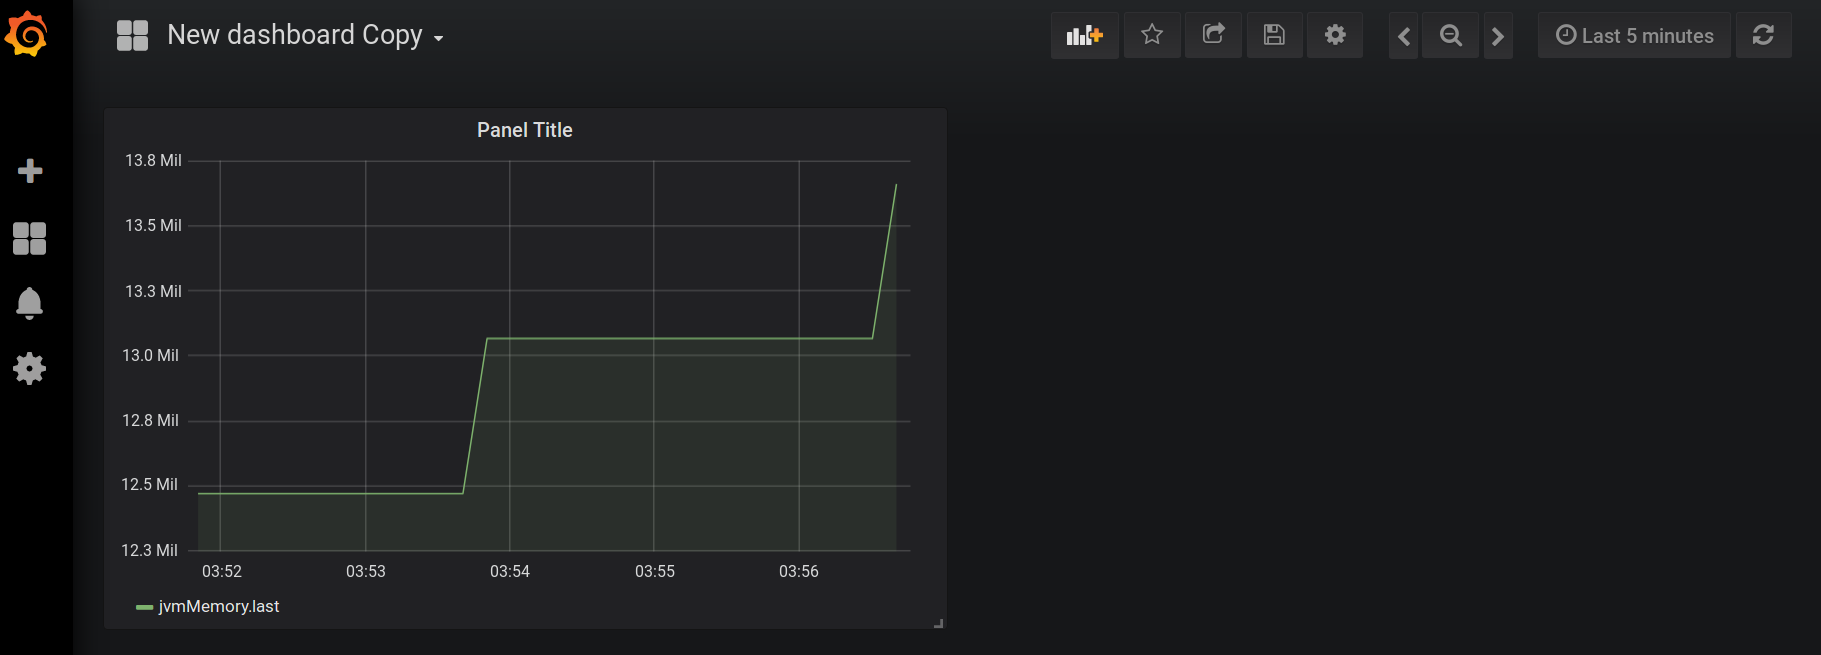 New dashboard Copy
Last 5 minutes
Panel Title
13.8 Mil
13.5 Mil
13.3 Mil
13.0 Mil
12.8 Mil
12.5 Mil
12.3 Mil
03:52 03:53 03:54 03:55 03:56
jvmMemory.last